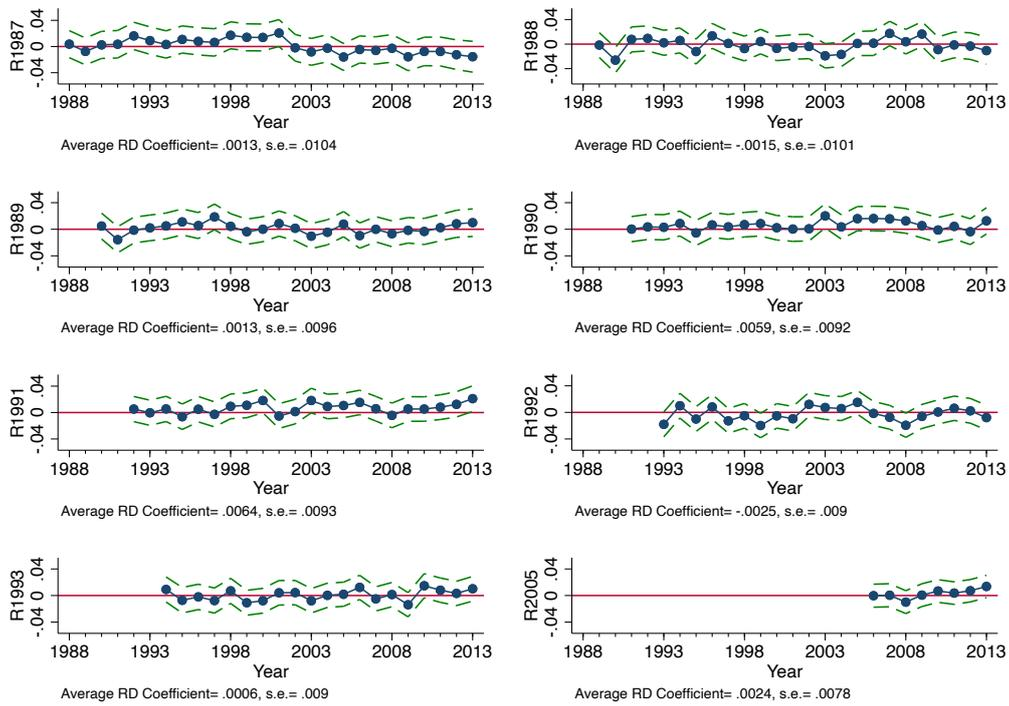 R1987
.04
0
-.04
1988 1993 1998 2003 2008 2013
Year
Average RD Coefficient= .0013, s.e.= .0104
R1988
.04
0
-.04
1988 1993 1998 2003 2008 2013
Year
Average RD Coefficient= -.0015, s.e.= .0101
R1989
.04
0
-.04
1988 1993 1998 2003 2008 2013
Year
Average RD Coefficient= .0013, s.e.= .0096
R1990
.04
0
-.04
1988 1993 1998 2003 2008 2013
Year
Average RD Coefficient= .0059, s.e.= .0092
R1991
.04
0
-.04
1988 1993 1998 2003 2008 2013
Year
Average RD Coefficient= .0064, s.e.= .0093
R1992
.04
0
-.04
1988 1993 1998 2003 2008 2013
Year
Average RD Coefficient= -.0025, s.e.= .009
R1993
.04
0
-.04
1988 1993 1998 2003 2008 2013
Year
Average RD Coefficient= .0006, s.e.= .009
R2005
.04
0
-.04
1988 1993 1998 2003 2008 2013
Year
Average RD Coefficient= .0024, s.e.= .0078